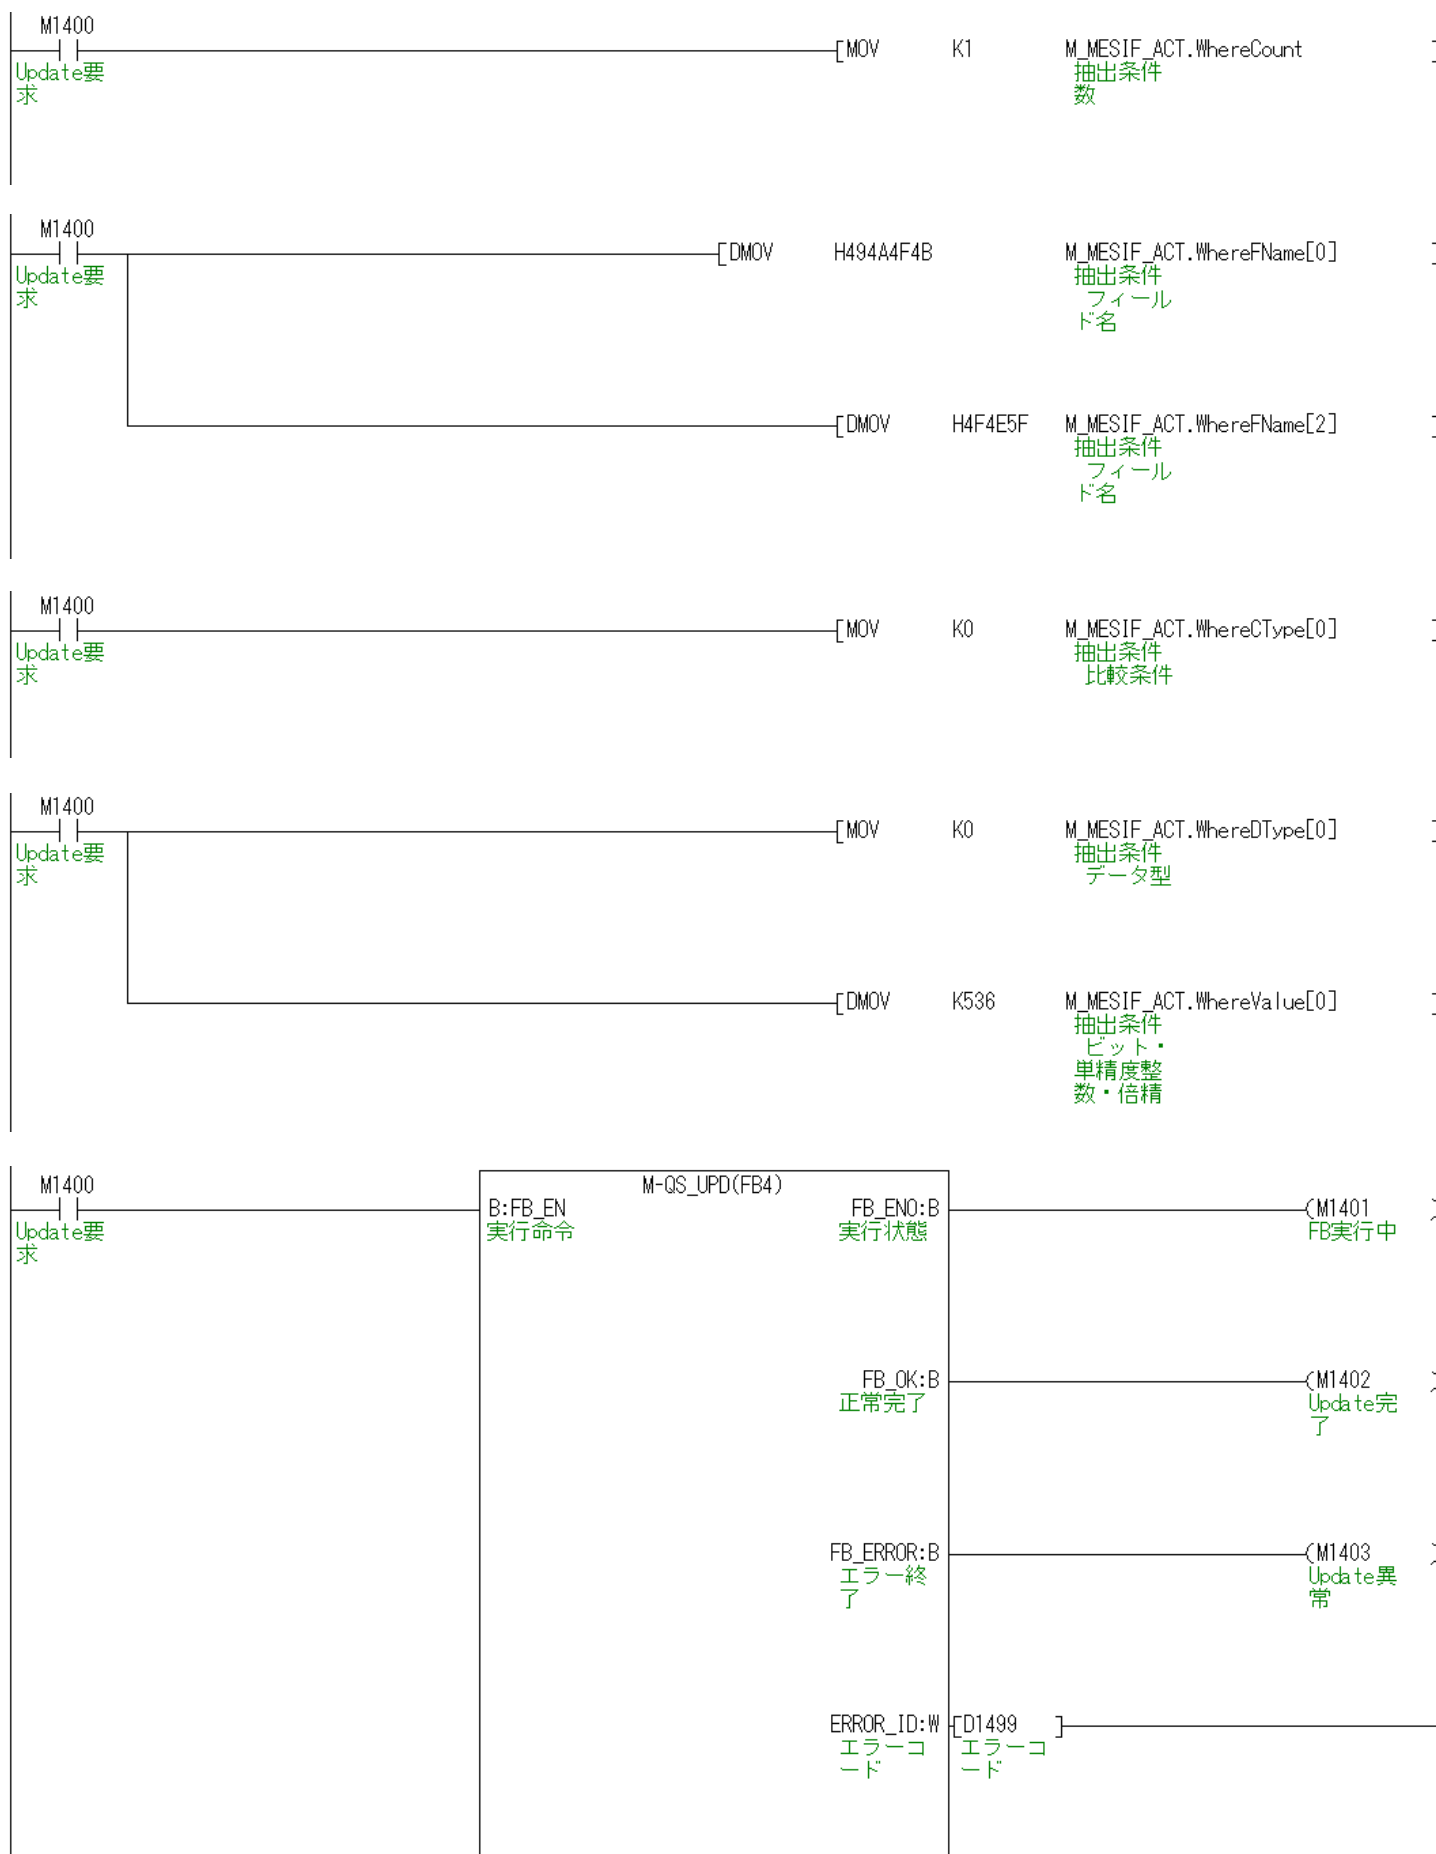 M1400
[MOV K1 M_MESIF_ACT.WhereCount ]
Update要
求
抽出条件
数
M1400
[DMOV H494A4F4B M_MESIF_ACT.WhereFName[0] ]
Update要
求
抽出条件
フィール
ド名
[DMOV H4F4E5F M_MESIF_ACT.WhereFName[2] ]
抽出条件
フィール
ド名
M1400
[MOV K0 M_MESIF_ACT.WhereCType[0] ]
Update要
求
抽出条件
比較条件
M1400
[MOV K0 M_MESIF_ACT.WhereDType[0] ]
Update要
求
抽出条件
データ型
[DMOV K536 M_MESIF_ACT.WhereValue[0] ]
抽出条件
ビット・
単精度整
数・倍精
M1400
Update要
求
M-QS_UPD(FB4)
B:FB_EN
実行命令
FB_ENO:B
実行状態
(M1401 )
FB実行中
FB_OK:B
正常完了
(M1402 )
Update完
了
FB_ERROR:B
エラー終
了
(M1403 )
Update異
常
ERROR_ID:W
エラーコ
ード
[D1499 ]
エラーコ
ード